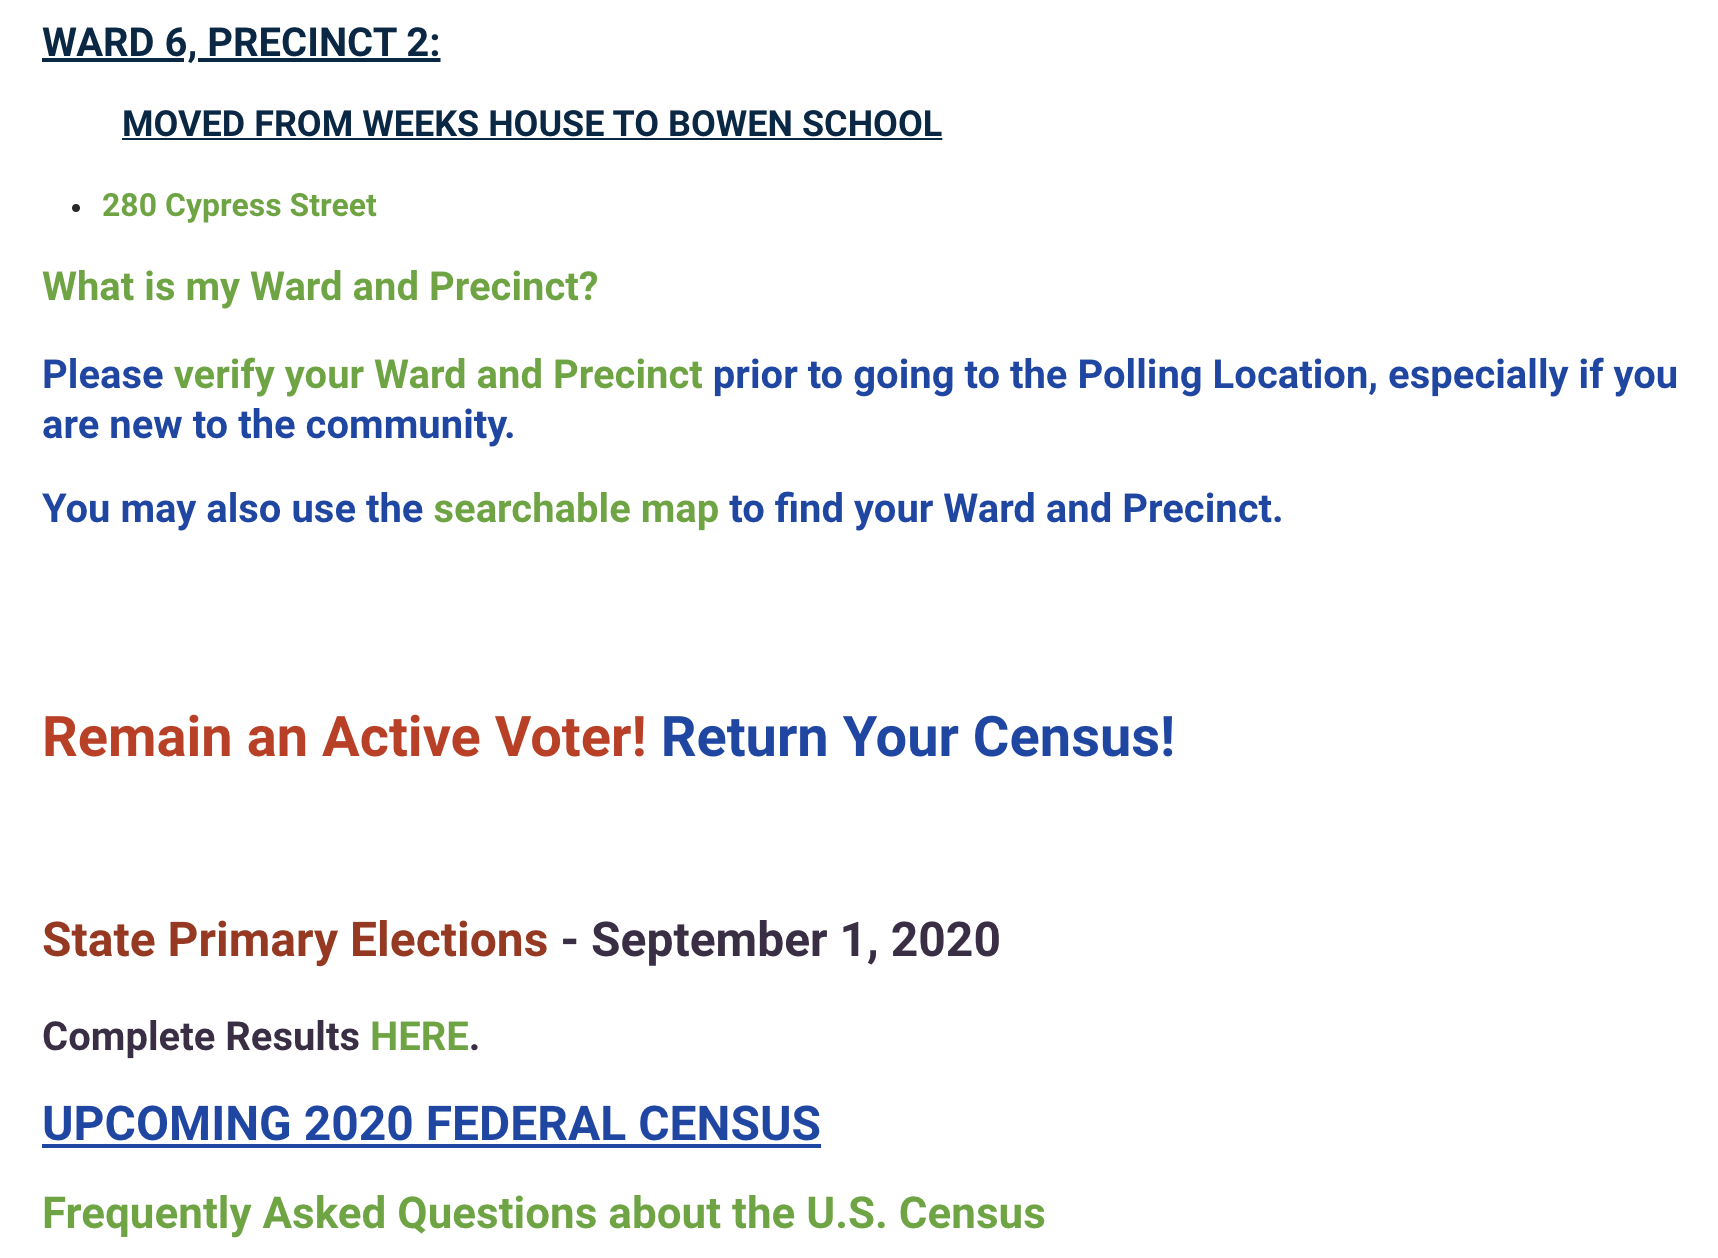 WARD 6, PRECINCT 2:
MOVED FROM WEEKS HOUSE TO BOWEN SCHOOL
• 280 Cypress Street
What is my Ward and Precinct?
Please verify your Ward and Precinct prior to going to the Polling Location, especially if you
are new to the community.
You may also use the searchable map to find your Ward and Precinct.
Remain an Active Voter! Return Your Census!
State Primary Elections - September 1, 2020
Complete Results HERE.
UPCOMING 2020 FEDERAL CENSUS
Frequently Asked Questions about the U.S. Census